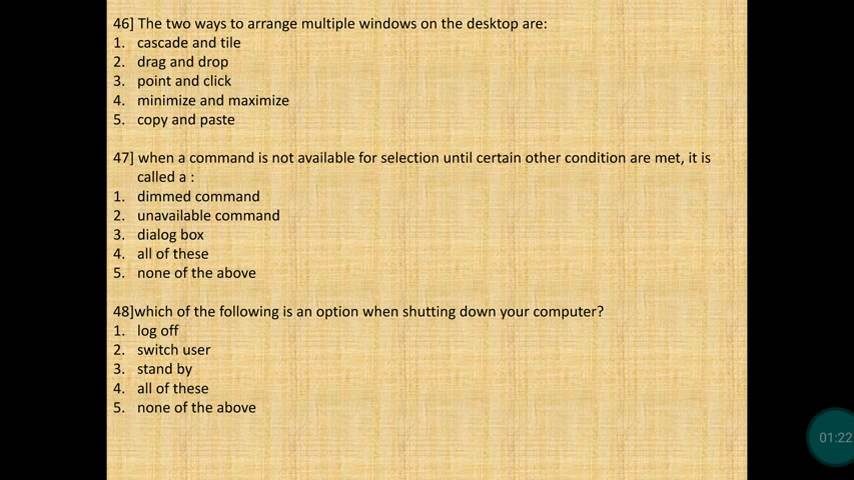 46] The two ways to arrange multiple windows on the desktop are:
1. cascade and tile
2. drag and drop
3. point and click
4. minimize and maximize
5. copy and paste
47] when a command is not available for selection until certain other condition are met, it is
called a :
1. dimmed command
2. unavailable command
3. dialog box
4. all of these
5. none of the above
48]which of the following is an option when shutting down your computer?
1. log off
2. switch user
3. stand by
4. all of these
5. none of the above
01:22